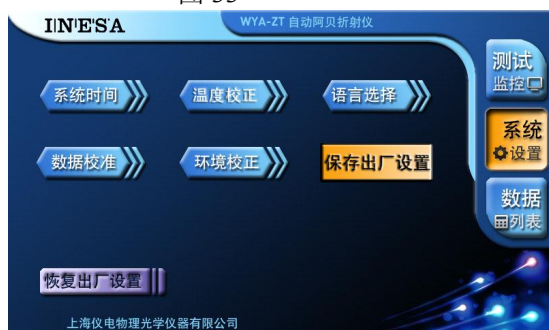 INESA
WYA-ZT 自动阿贝折射仪
测试
监控
系统时间
温度校正
语言选择
系统
设置
数据校准
环境校正
保存出厂设置
数据
列表
恢复出厂设置
上海仪电物理光学仪器有限公司